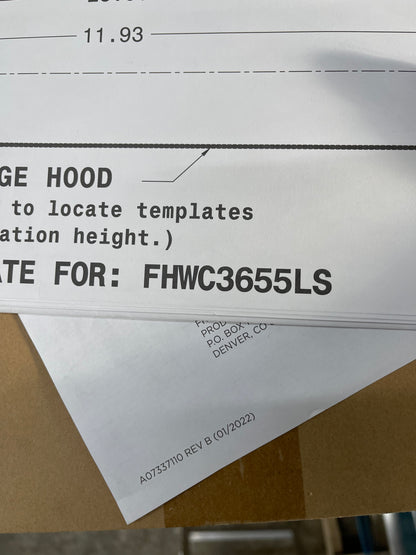 11.93
GE HOOD
to locate templates
ation height.)
ATE FOR: FHWC3655LS
PROD
P.O. BOX
DENVER, CO
A07337110 REV B (01/2022)